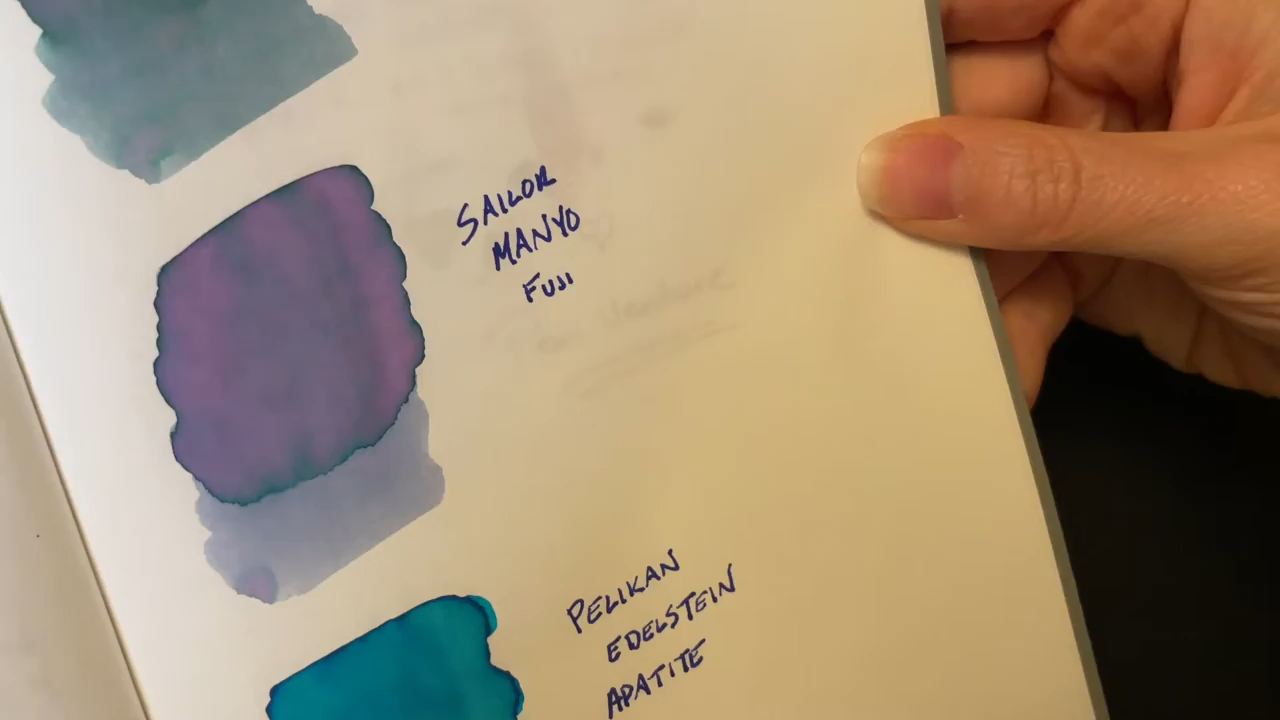 SAILOR
MANYO
FUJI
PELIKAN
EDELSTEIN
APATITE